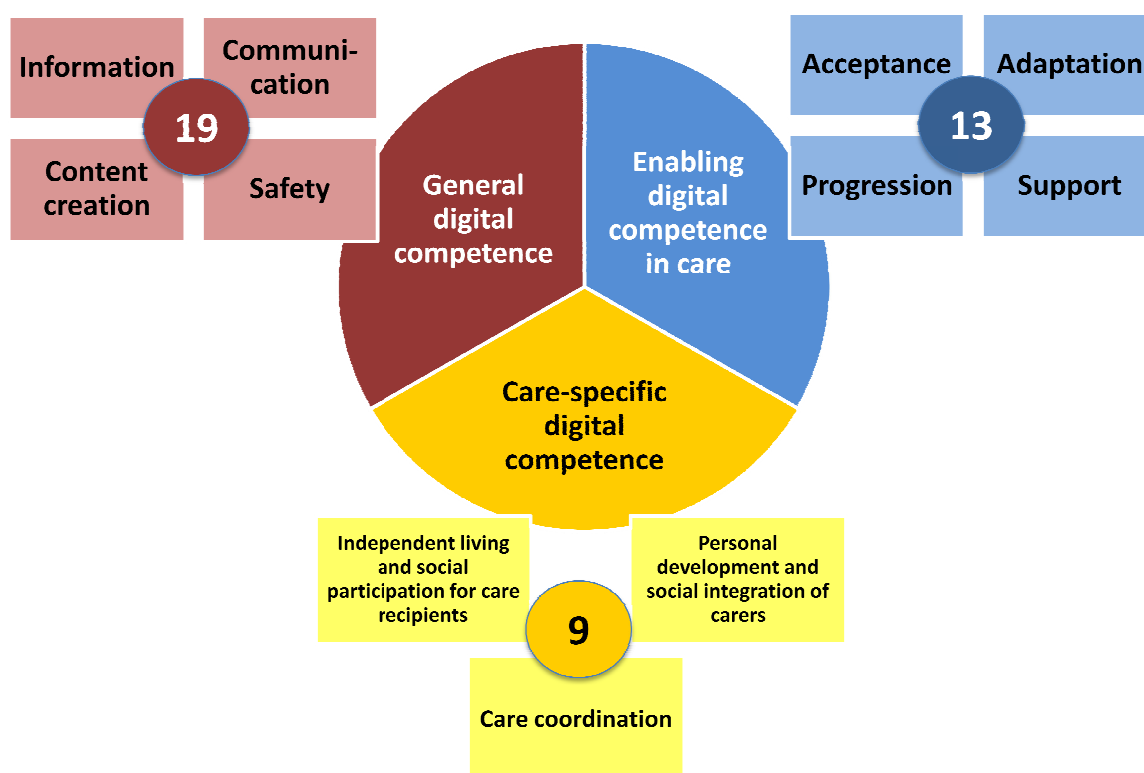 Information
Communi-
cation
19
Content
creation
Safety
General
digital
competence
Enabling
digital
competence
in care
Acceptance
Adaptation
13
Progression
Support
Care-specific
digital
competence
Independent living
and social
participation for care
recipients
Personal
development and
social integration of
carers
9
Care coordination